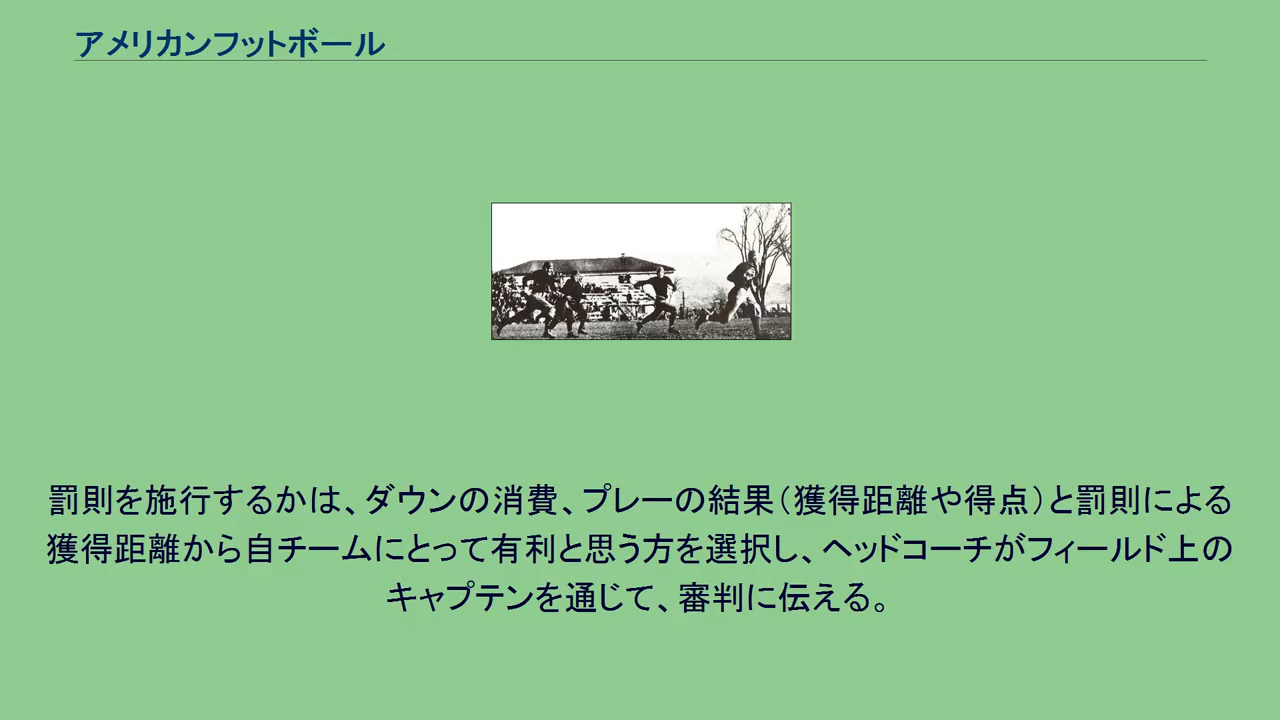 アメリカンフットボール
罰則を施行するかは、ダウンの消費、プレーの結果（獲得距離や得点）と罰則による
獲得距離から自チームにとって有利と思う方を選択し、ヘッドコーチがフィールド上の
キャプテンを通じて、審判に伝える。